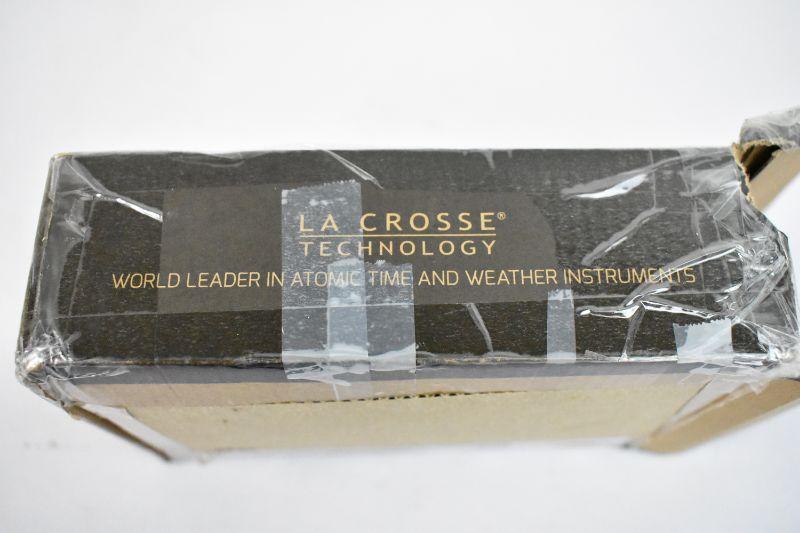 LA CROSSE®
TECHNOLOGY
WORLD LEADER IN ATOMIC TIME AND WEATHER INSTRUMENTS